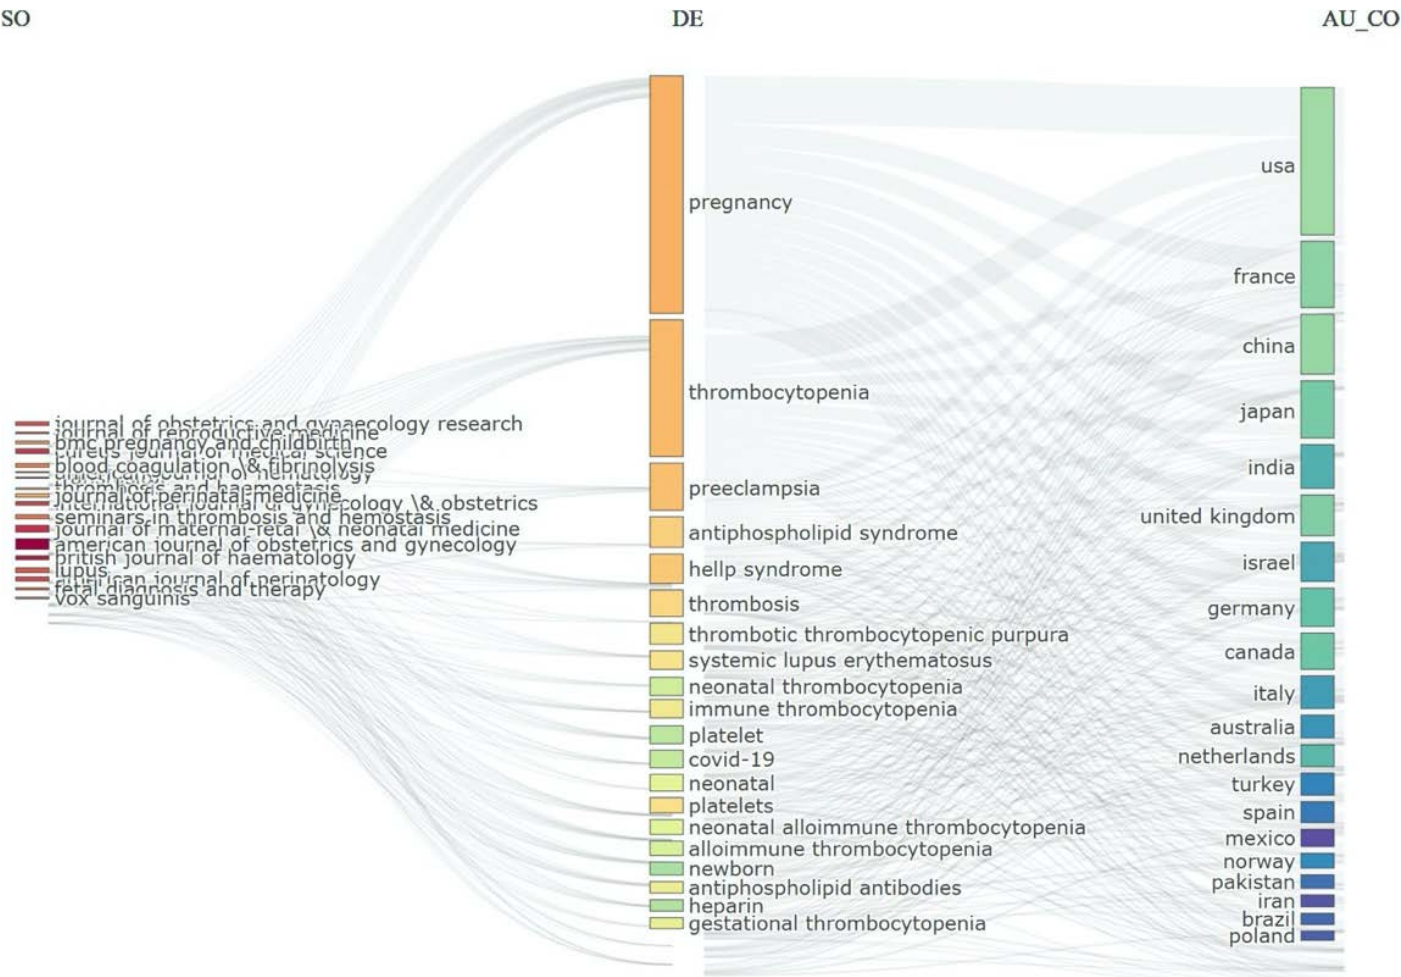 SO
DE
AU_CO
journal of obstetrics and gynaecology research
journal of reproductive medicine
bmc pregnancy and childbirth
cureus journal of medical science
blood coagulation \& fibrinolysis
american journal of hematology
thrombosis and haemostasis
journal of perinatal medicine
international journal of gynecology \& obstetrics
seminars in thrombosis and hemostasis
journal of maternal-fetal \& neonatal medicine
american journal of obstetrics and gynecology
british journal of haematology
lupus
american journal of perinatology
fetal diagnosis and therapy
vox sanguinis
pregnancy
thrombocytopenia
preeclampsia
antiphospholipid syndrome
hellp syndrome
thrombosis
thrombotic thrombocytopenic purpura
systemic lupus erythematosus
neonatal thrombocytopenia
immune thrombocytopenia
platelet
covid-19
neonatal
platelets
neonatal alloimmune thrombocytopenia
alloimmune thrombocytopenia
newborn
antiphospholipid antibodies
heparin
gestational thrombocytopenia
usa
france
china
japan
india
united kingdom
israel
germany
canada
italy
australia
netherlands
turkey
spain
mexico
norway
pakistan
iran
brazil
poland